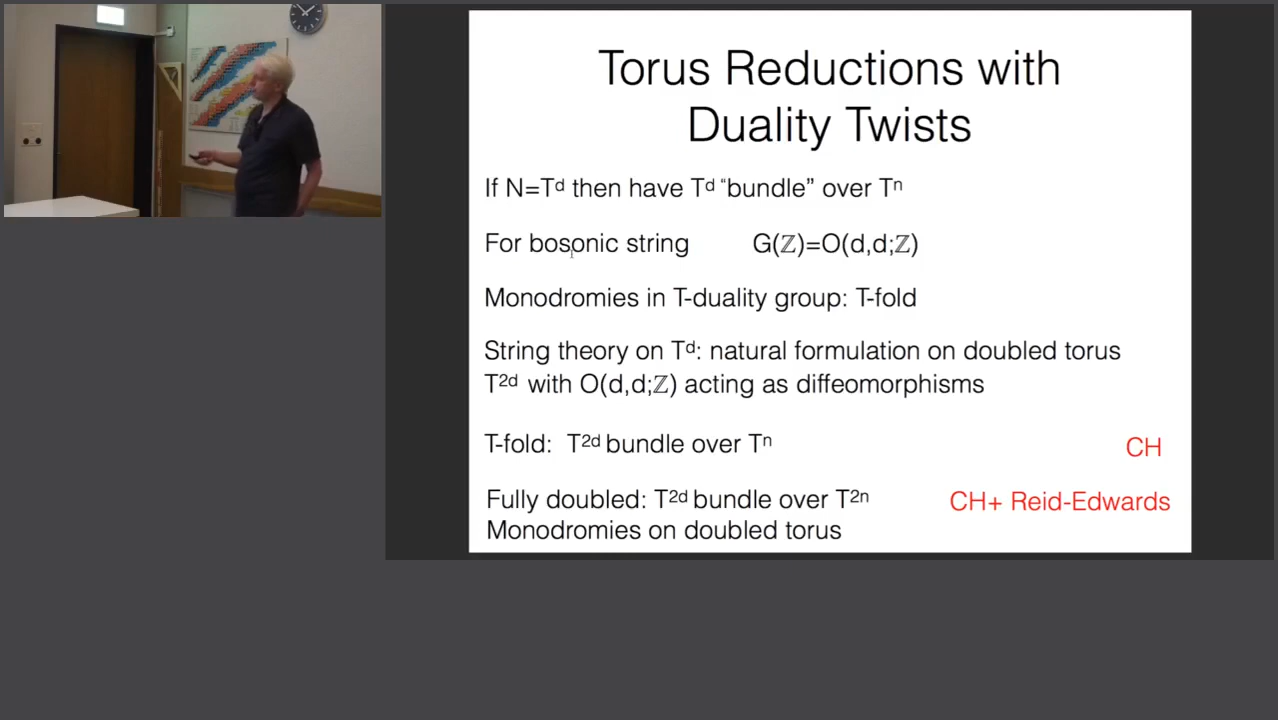 Torus Reductions with
Duality Twists
If N=Tᵈ then have Tᵈ “bundle” over Tⁿ
For bosonic string G(ℤ)=O(d,d;ℤ)
Monodromies in T-duality group: T-fold
String theory on Tᵈ: natural formulation on doubled torus
T²ᵈ with O(d,d;ℤ) acting as diffeomorphisms
T-fold: T²ᵈ bundle over Tⁿ CH
Fully doubled: T²ᵈ bundle over T²ⁿ CH+ Reid-Edwards
Monodromies on doubled torus